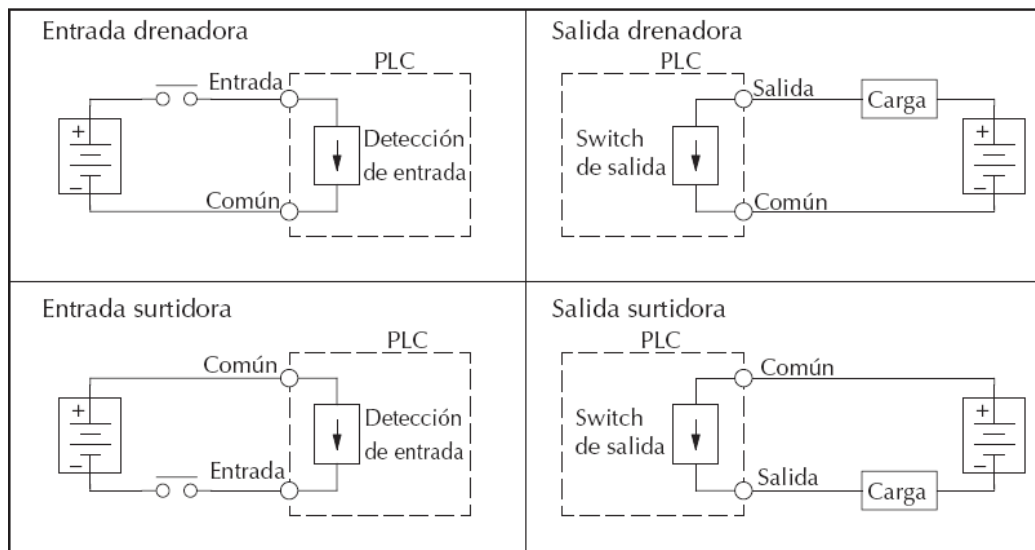 Entrada drenadora
PLC
Entrada
+
Detección
de entrada
−
Común
Salida drenadora
PLC
Salida
Carga
+
Switch
de salida
−
Común
Entrada surtidora
PLC
Común
+
Detección
de entrada
−
Entrada
Salida surtidora
PLC
Común
+
Switch
de salida
−
Salida
Carga